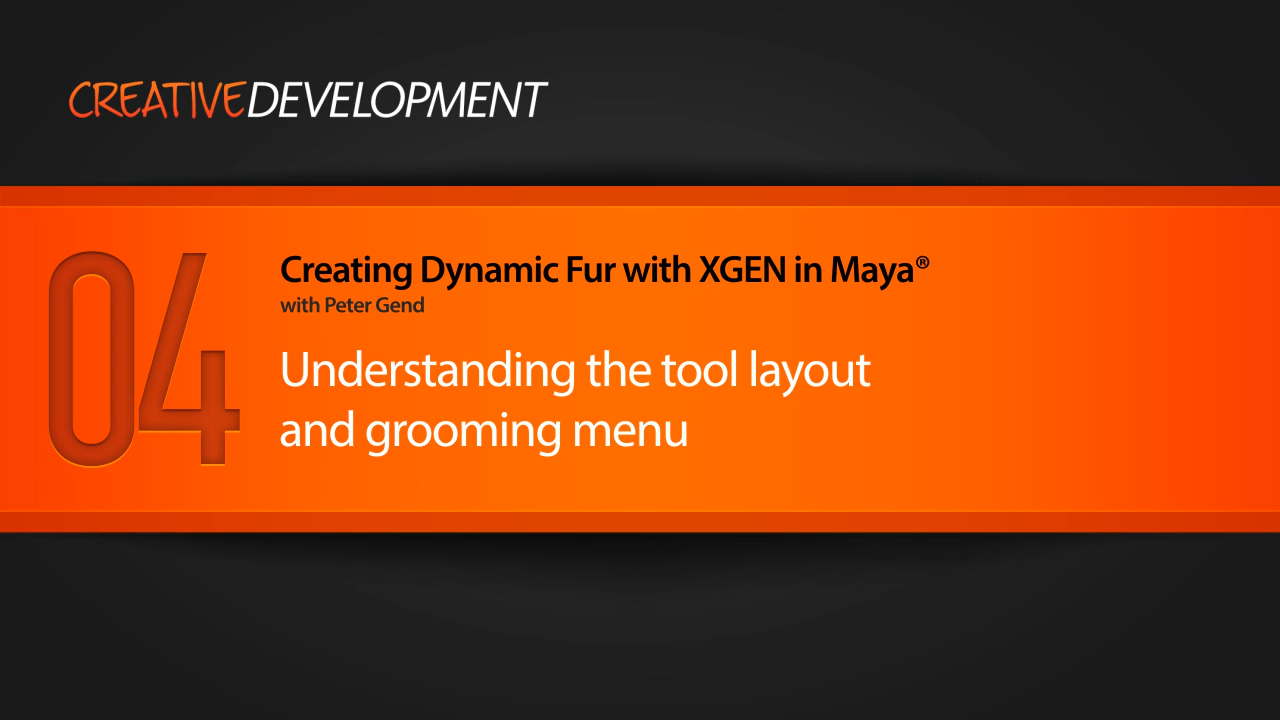 CREATIVEDEVELOPMENT
04
Creating Dynamic Fur with XGEN in Maya®
with Peter Gend
Understanding the tool layout
and grooming menu